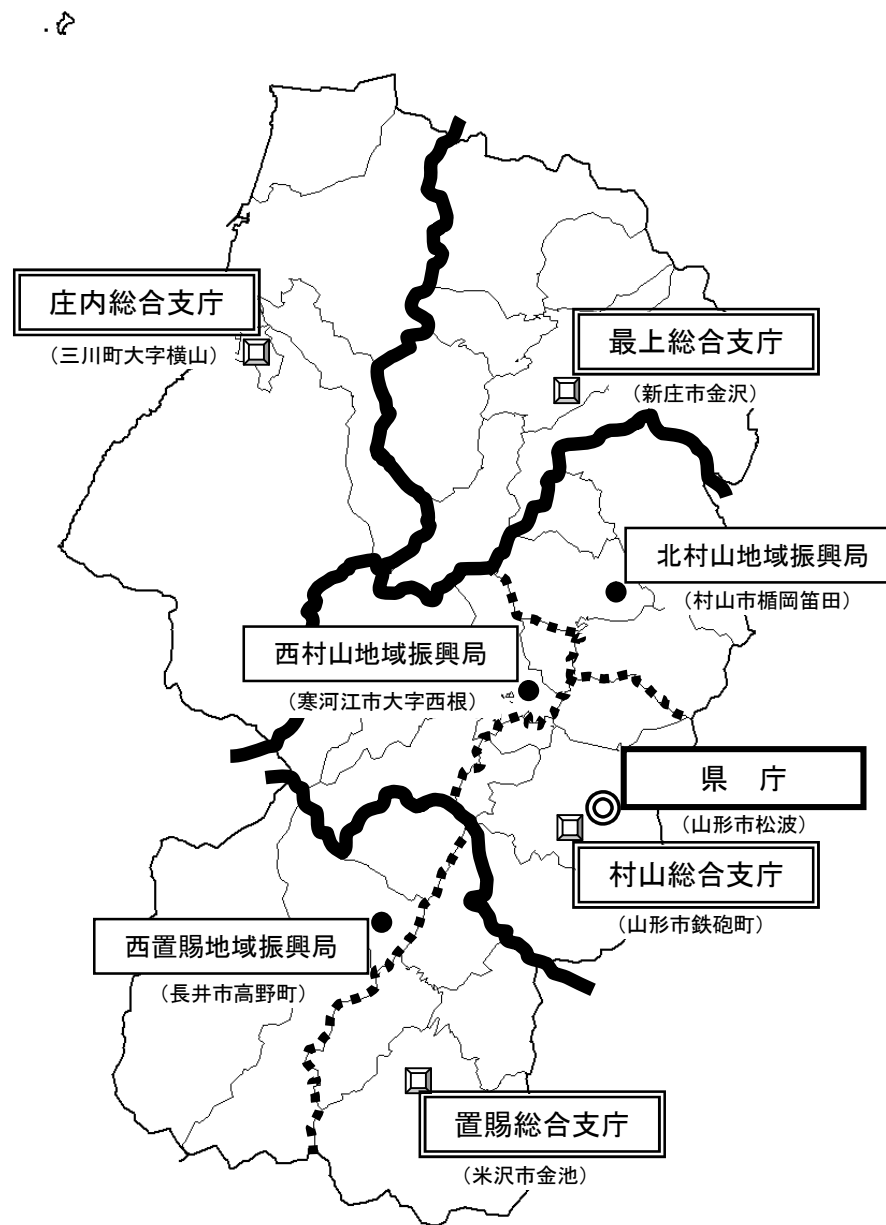 庄内総合支庁
（三川町大字横山）
最上総合支庁
（新庄市金沢）
北村山地域振興局
（村山市楯岡笛田）
西村山地域振興局
（寒河江市大字西根）
県　庁
（山形市松波）
村山総合支庁
（山形市鉄砲町）
西置賜地域振興局
（長井市高野町）
置賜総合支庁
（米沢市金池）